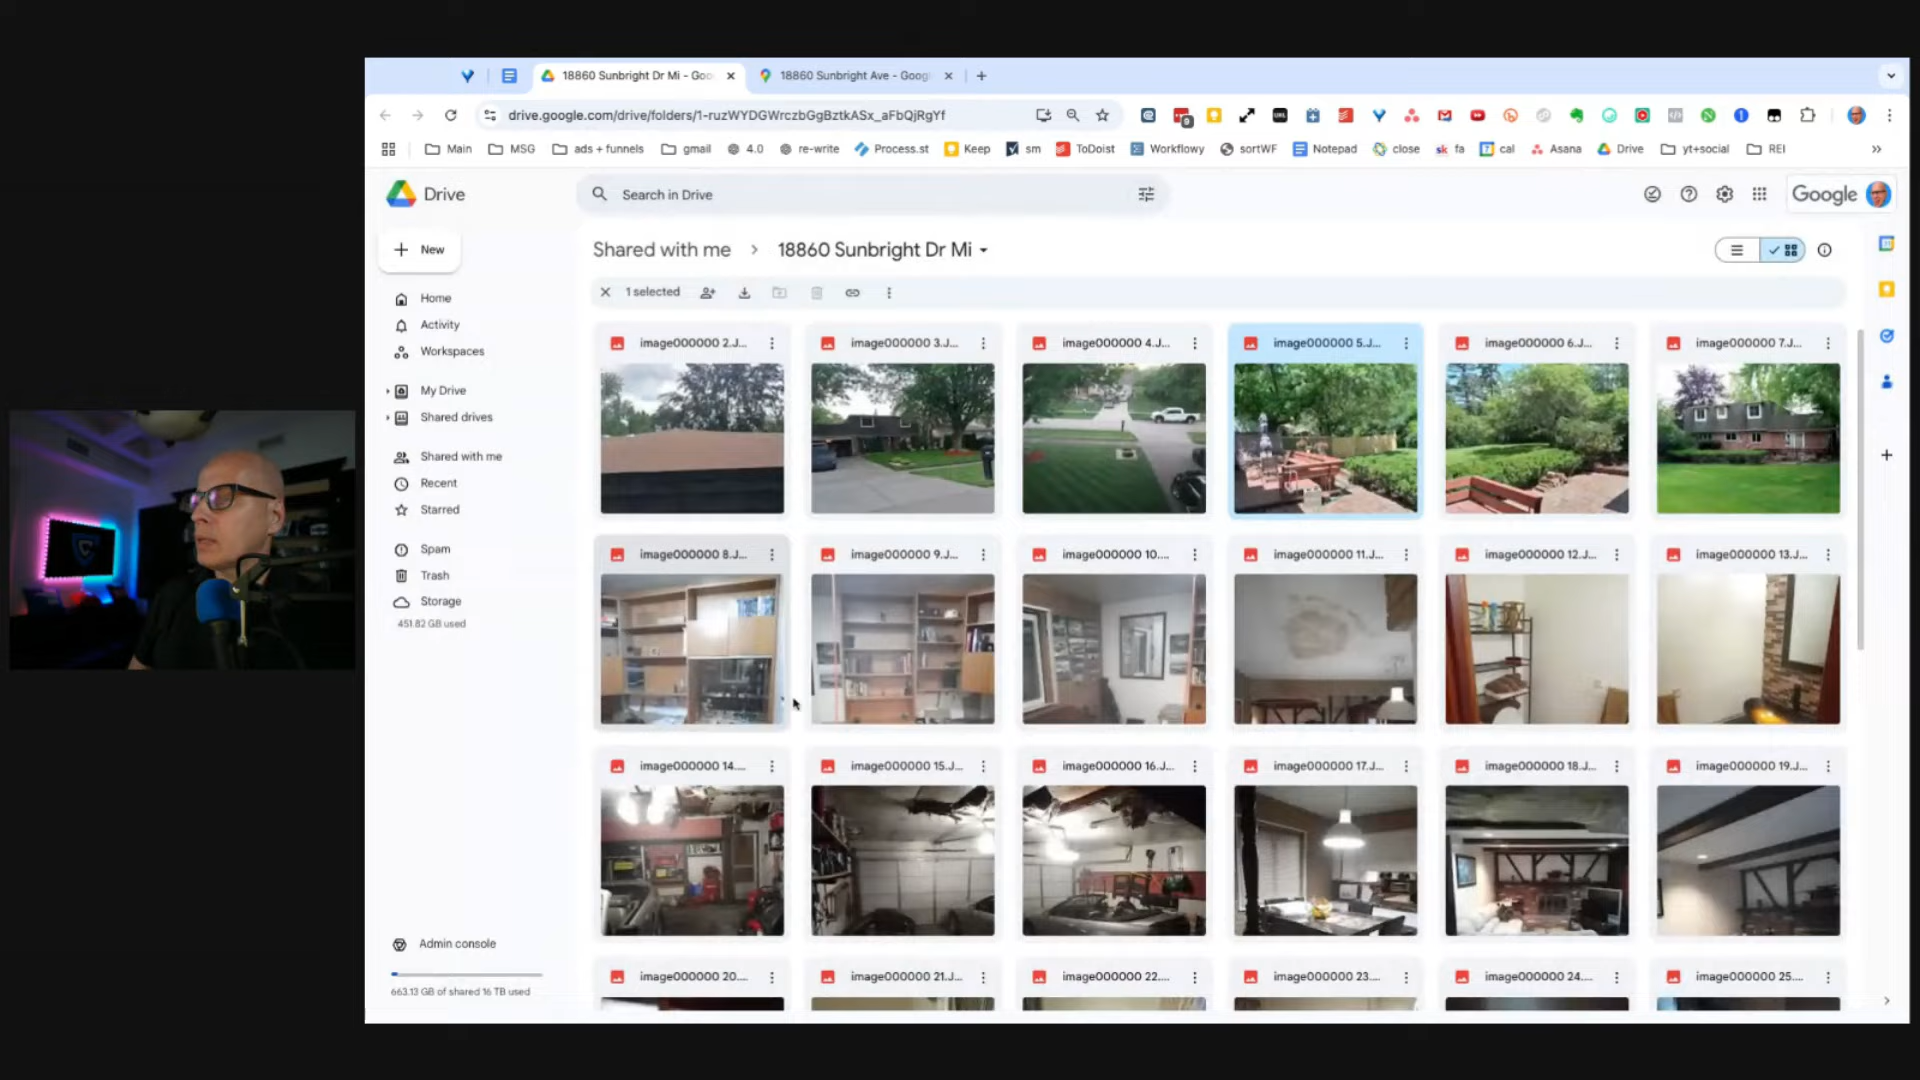 18860 Sunbright Dr Mi - Goo
18860 Sunbright Ave - Googl
drive.google.com/drive/folders/1-ruzWYDGWrczbGgBztkASx_aFbQjRgYf
9
Main
MSG
ads + funnels
gmail
4.0
re-write
Process.st
Keep
sm
ToDoist
Workflowy
sortWF
Notepad
close
sk fa
cal
Asana
Drive
yt+social
REI
Drive
Search in Drive
Google
New
Shared with me > 18860 Sunbright Dr Mi
1 selected
Home
Activity
Workspaces
My Drive
Shared drives
Shared with me
Recent
Starred
Spam
Trash
Storage
451.82 GB used
Admin console
663.13 GB of shared 16 TB used
image000000 2.J...
image000000 3.J...
image000000 4.J...
image000000 5.J...
image000000 6.J...
image000000 7.J...
image000000 8.J...
image000000 9.J...
image000000 10....
image000000 11.J...
image000000 12.J...
image000000 13.J...
image000000 14....
image000000 15.J...
image000000 16.J...
image000000 17.J...
image000000 18.J...
image000000 19.J...
image000000 20....
image000000 21.J...
image000000 22....
image000000 23....
image000000 24....
image000000 25....